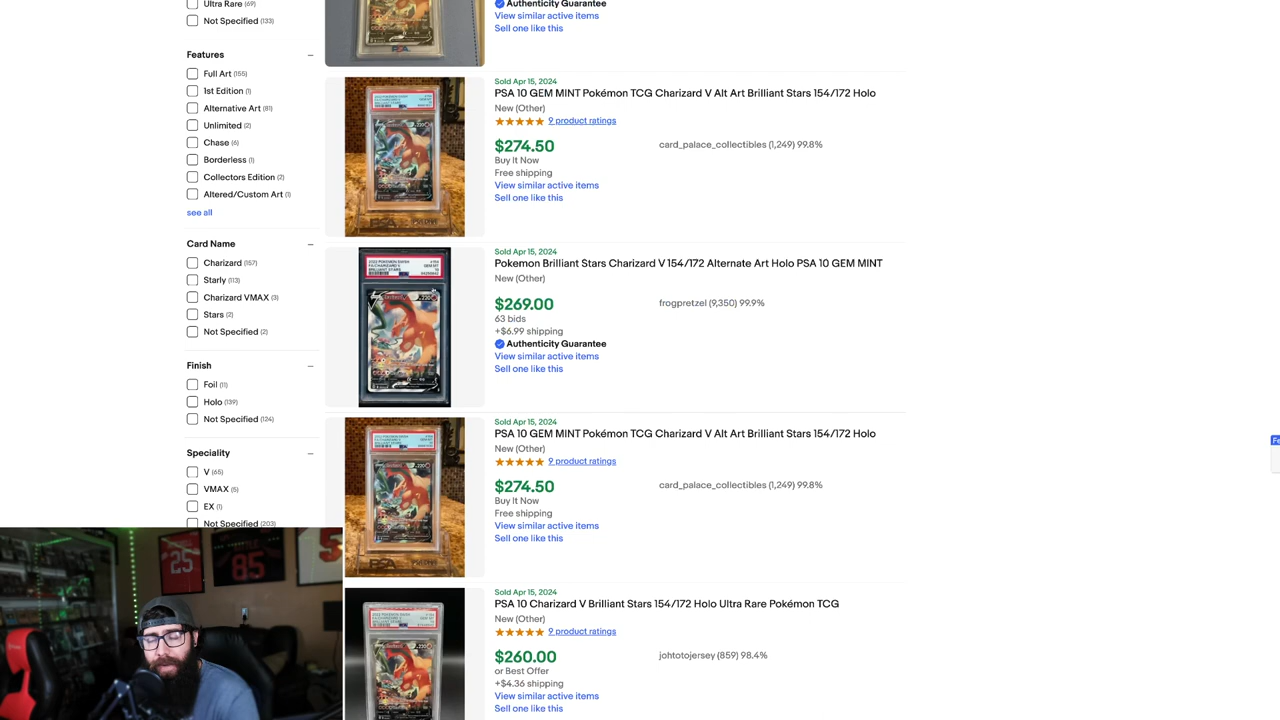 Ultra Rare (69)
Not Specified (133)
Features
Full Art (155)
1st Edition (1)
Alternative Art (81)
Unlimited (2)
Chase (6)
Borderless (1)
Collectors Edition (2)
Altered/Custom Art (1)
see all
Card Name
Charizard (157)
Starly (113)
Charizard VMAX (3)
Stars (2)
Not Specified (2)
Finish
Foil (11)
Holo (139)
Not Specified (124)
Speciality
V (65)
VMAX (5)
EX (1)
Not Specified (203)
Authenticity Guarantee
View similar active items
Sell one like this
Sold Apr 15, 2024
PSA 10 GEM MINT Pokémon TCG Charizard V Alt Art Brilliant Stars 154/172 Holo
New (Other)
9 product ratings
$274.50 card_palace_collectibles (1,249) 99.8%
Buy It Now
Free shipping
View similar active items
Sell one like this
Sold Apr 15, 2024
Pokemon Brilliant Stars Charizard V 154/172 Alternate Art Holo PSA 10 GEM MINT
New (Other)
$269.00 frogpretzel (9,350) 99.9%
63 bids
+$6.99 shipping
Authenticity Guarantee
View similar active items
Sell one like this
Sold Apr 15, 2024
PSA 10 GEM MINT Pokémon TCG Charizard V Alt Art Brilliant Stars 154/172 Holo
New (Other)
9 product ratings
$274.50 card_palace_collectibles (1,249) 99.8%
Buy It Now
Free shipping
View similar active items
Sell one like this
Sold Apr 15, 2024
PSA 10 Charizard V Brilliant Stars 154/172 Holo Ultra Rare Pokémon TCG
New (Other)
9 product ratings
$260.00 johtotojersey (859) 98.4%
or Best Offer
+$4.36 shipping
View similar active items
Sell one like this
Fe
25
85
5